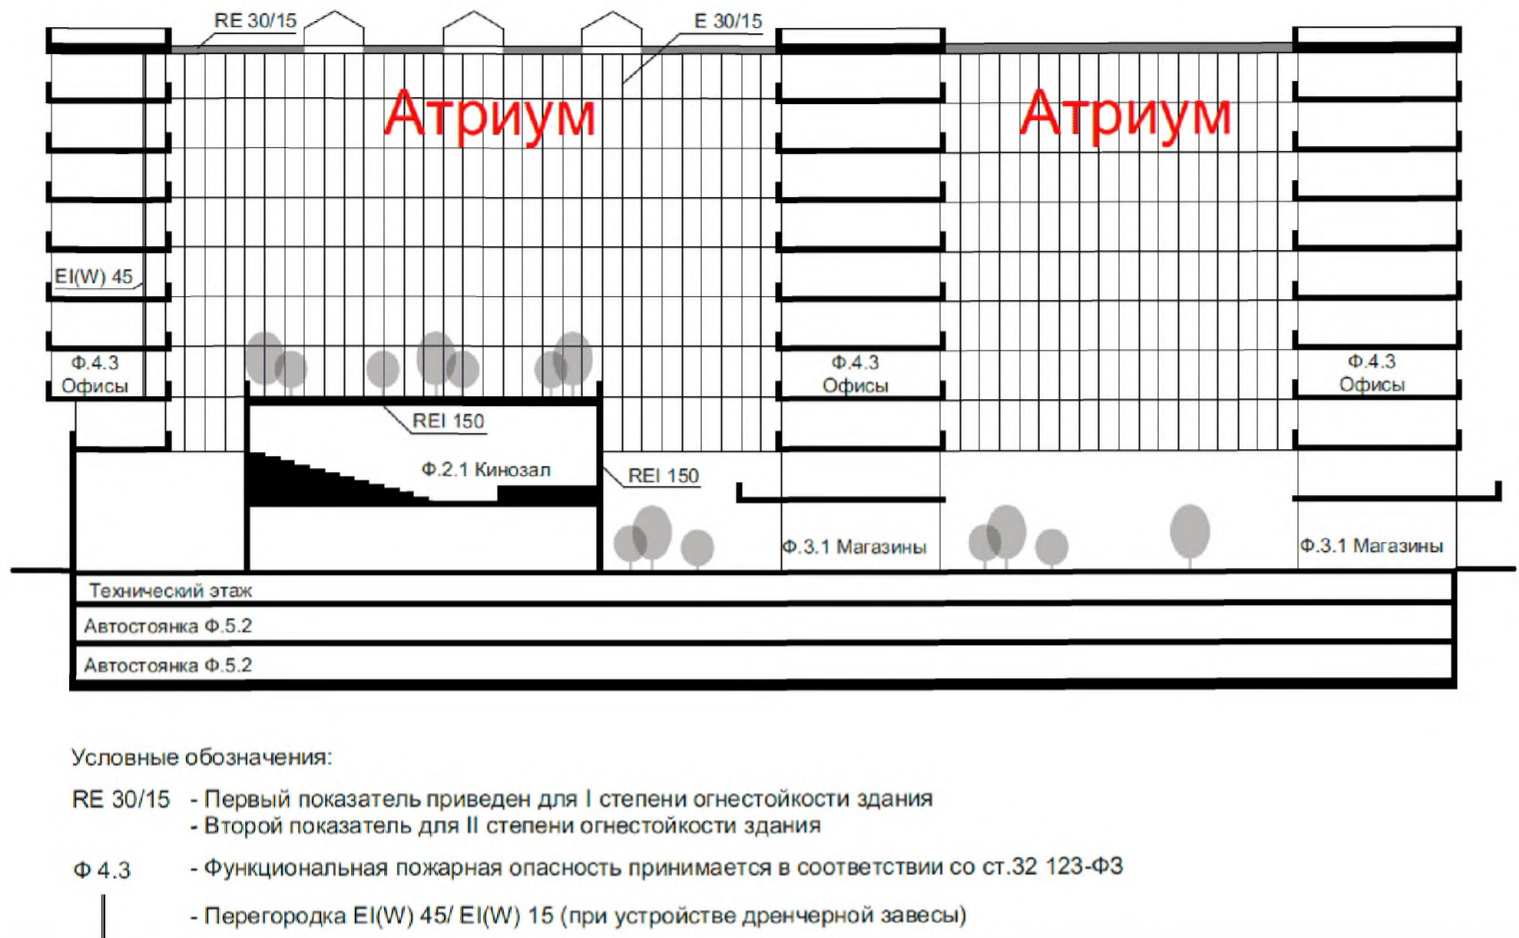 RE 30/15
E 30/15
Атриум
Атриум
EI(W) 45
Ф.4.3
Офисы
Ф.4.3
Офисы
Ф.4.3
Офисы
REI 150
Ф.2.1 Кинозал
REI 150
Ф.3.1 Магазины
Ф.3.1 Магазины
Технический этаж
Автостоянка Ф.5.2
Автостоянка Ф.5.2
Условные обозначения:
RE 30/15 - Первый показатель приведен для I степени огнестойкости здания
- Второй показатель для II степени огнестойкости здания
Ф 4.3 - Функциональная пожарная опасность принимается в соответствии со ст.32 123-ФЗ
- Перегородка EI(W) 45/ EI(W) 15 (при устройстве дренчерной завесы)